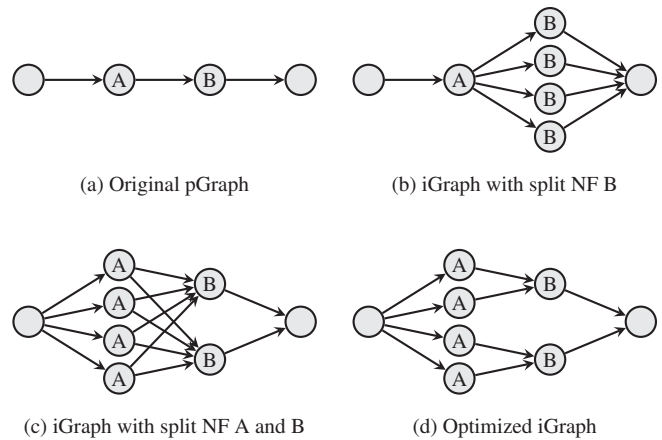 A B
B
B
A
B
B
(a) Original pGraph
(b) iGraph with split NF B
A
A
B
A
B
A
A
A
B
A
B
A
(c) iGraph with split NF A and B
(d) Optimized iGraph